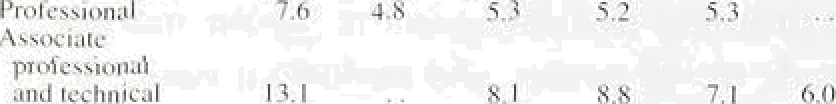 Professional 7.6 4.8 5.3 5.2 5.3 ..
Associate
professional
and technical 13.1 .. 8.1 8.8 7.1 6.0